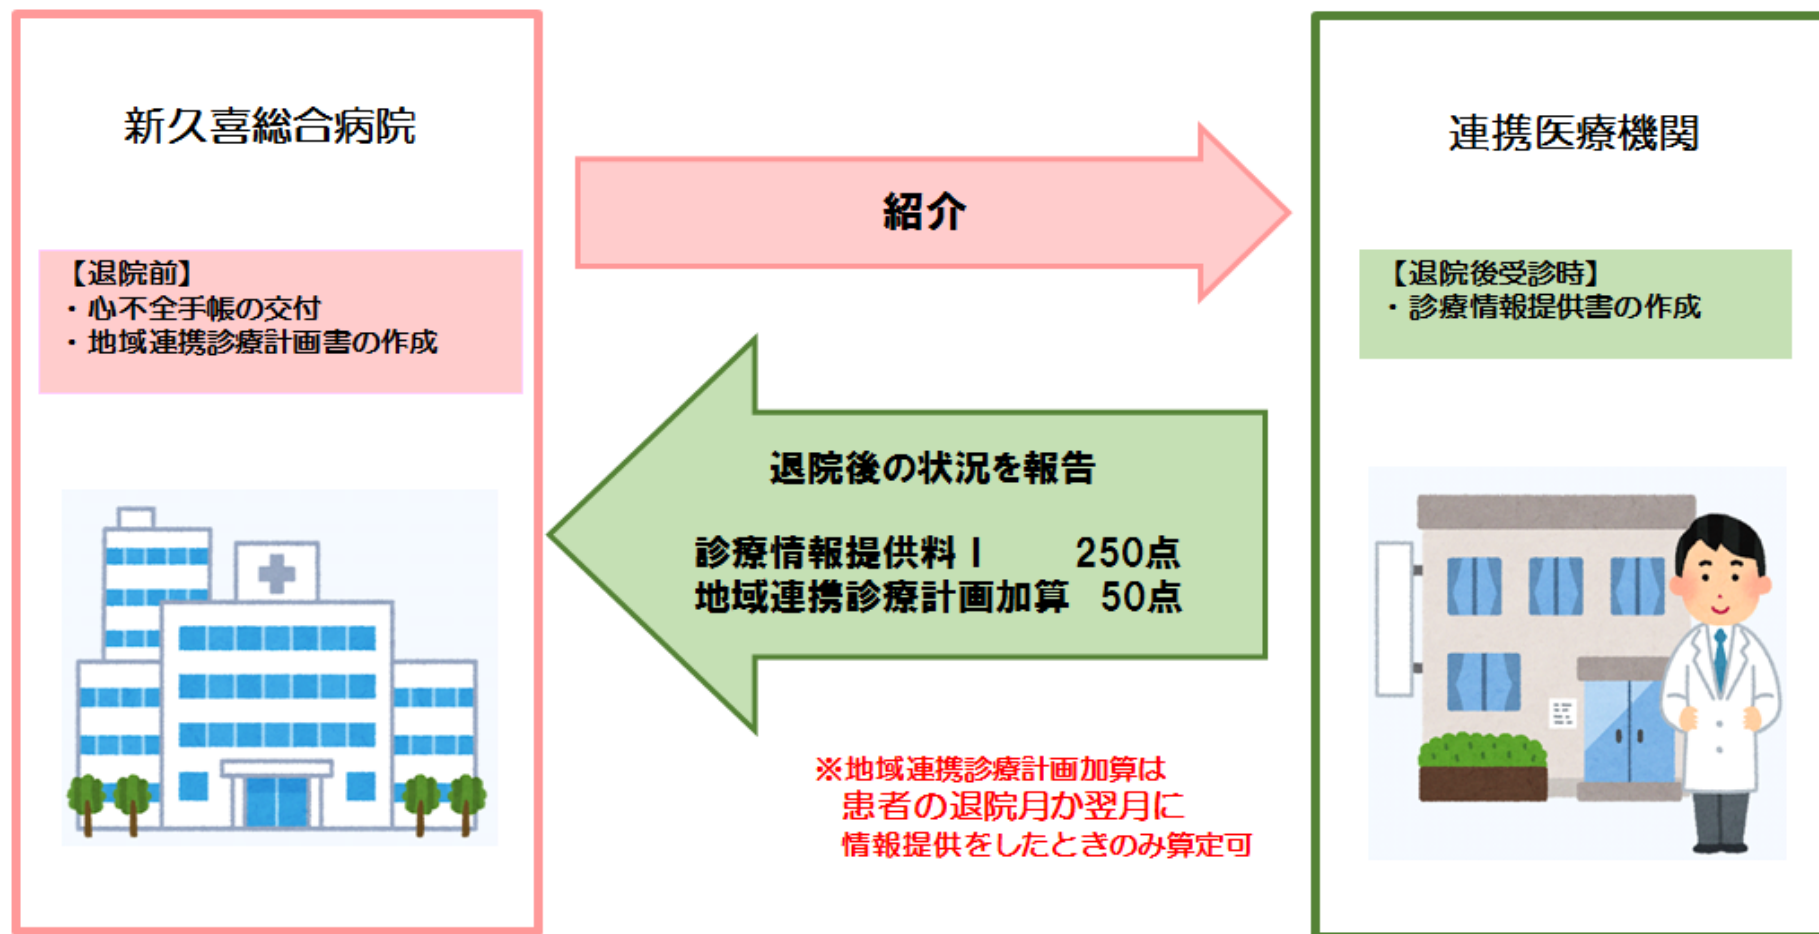 新久喜総合病院
【退院前】
・心不全手帳の交付
・地域連携診療計画書の作成
紹介
連携医療機関
【退院後受診時】
・診療情報提供書の作成
退院後の状況を報告
診療情報提供料Ⅰ　　250点
地域連携診療計画加算　50点
※地域連携診療計画加算は
患者の退院月か翌月に
情報提供をしたときのみ算定可